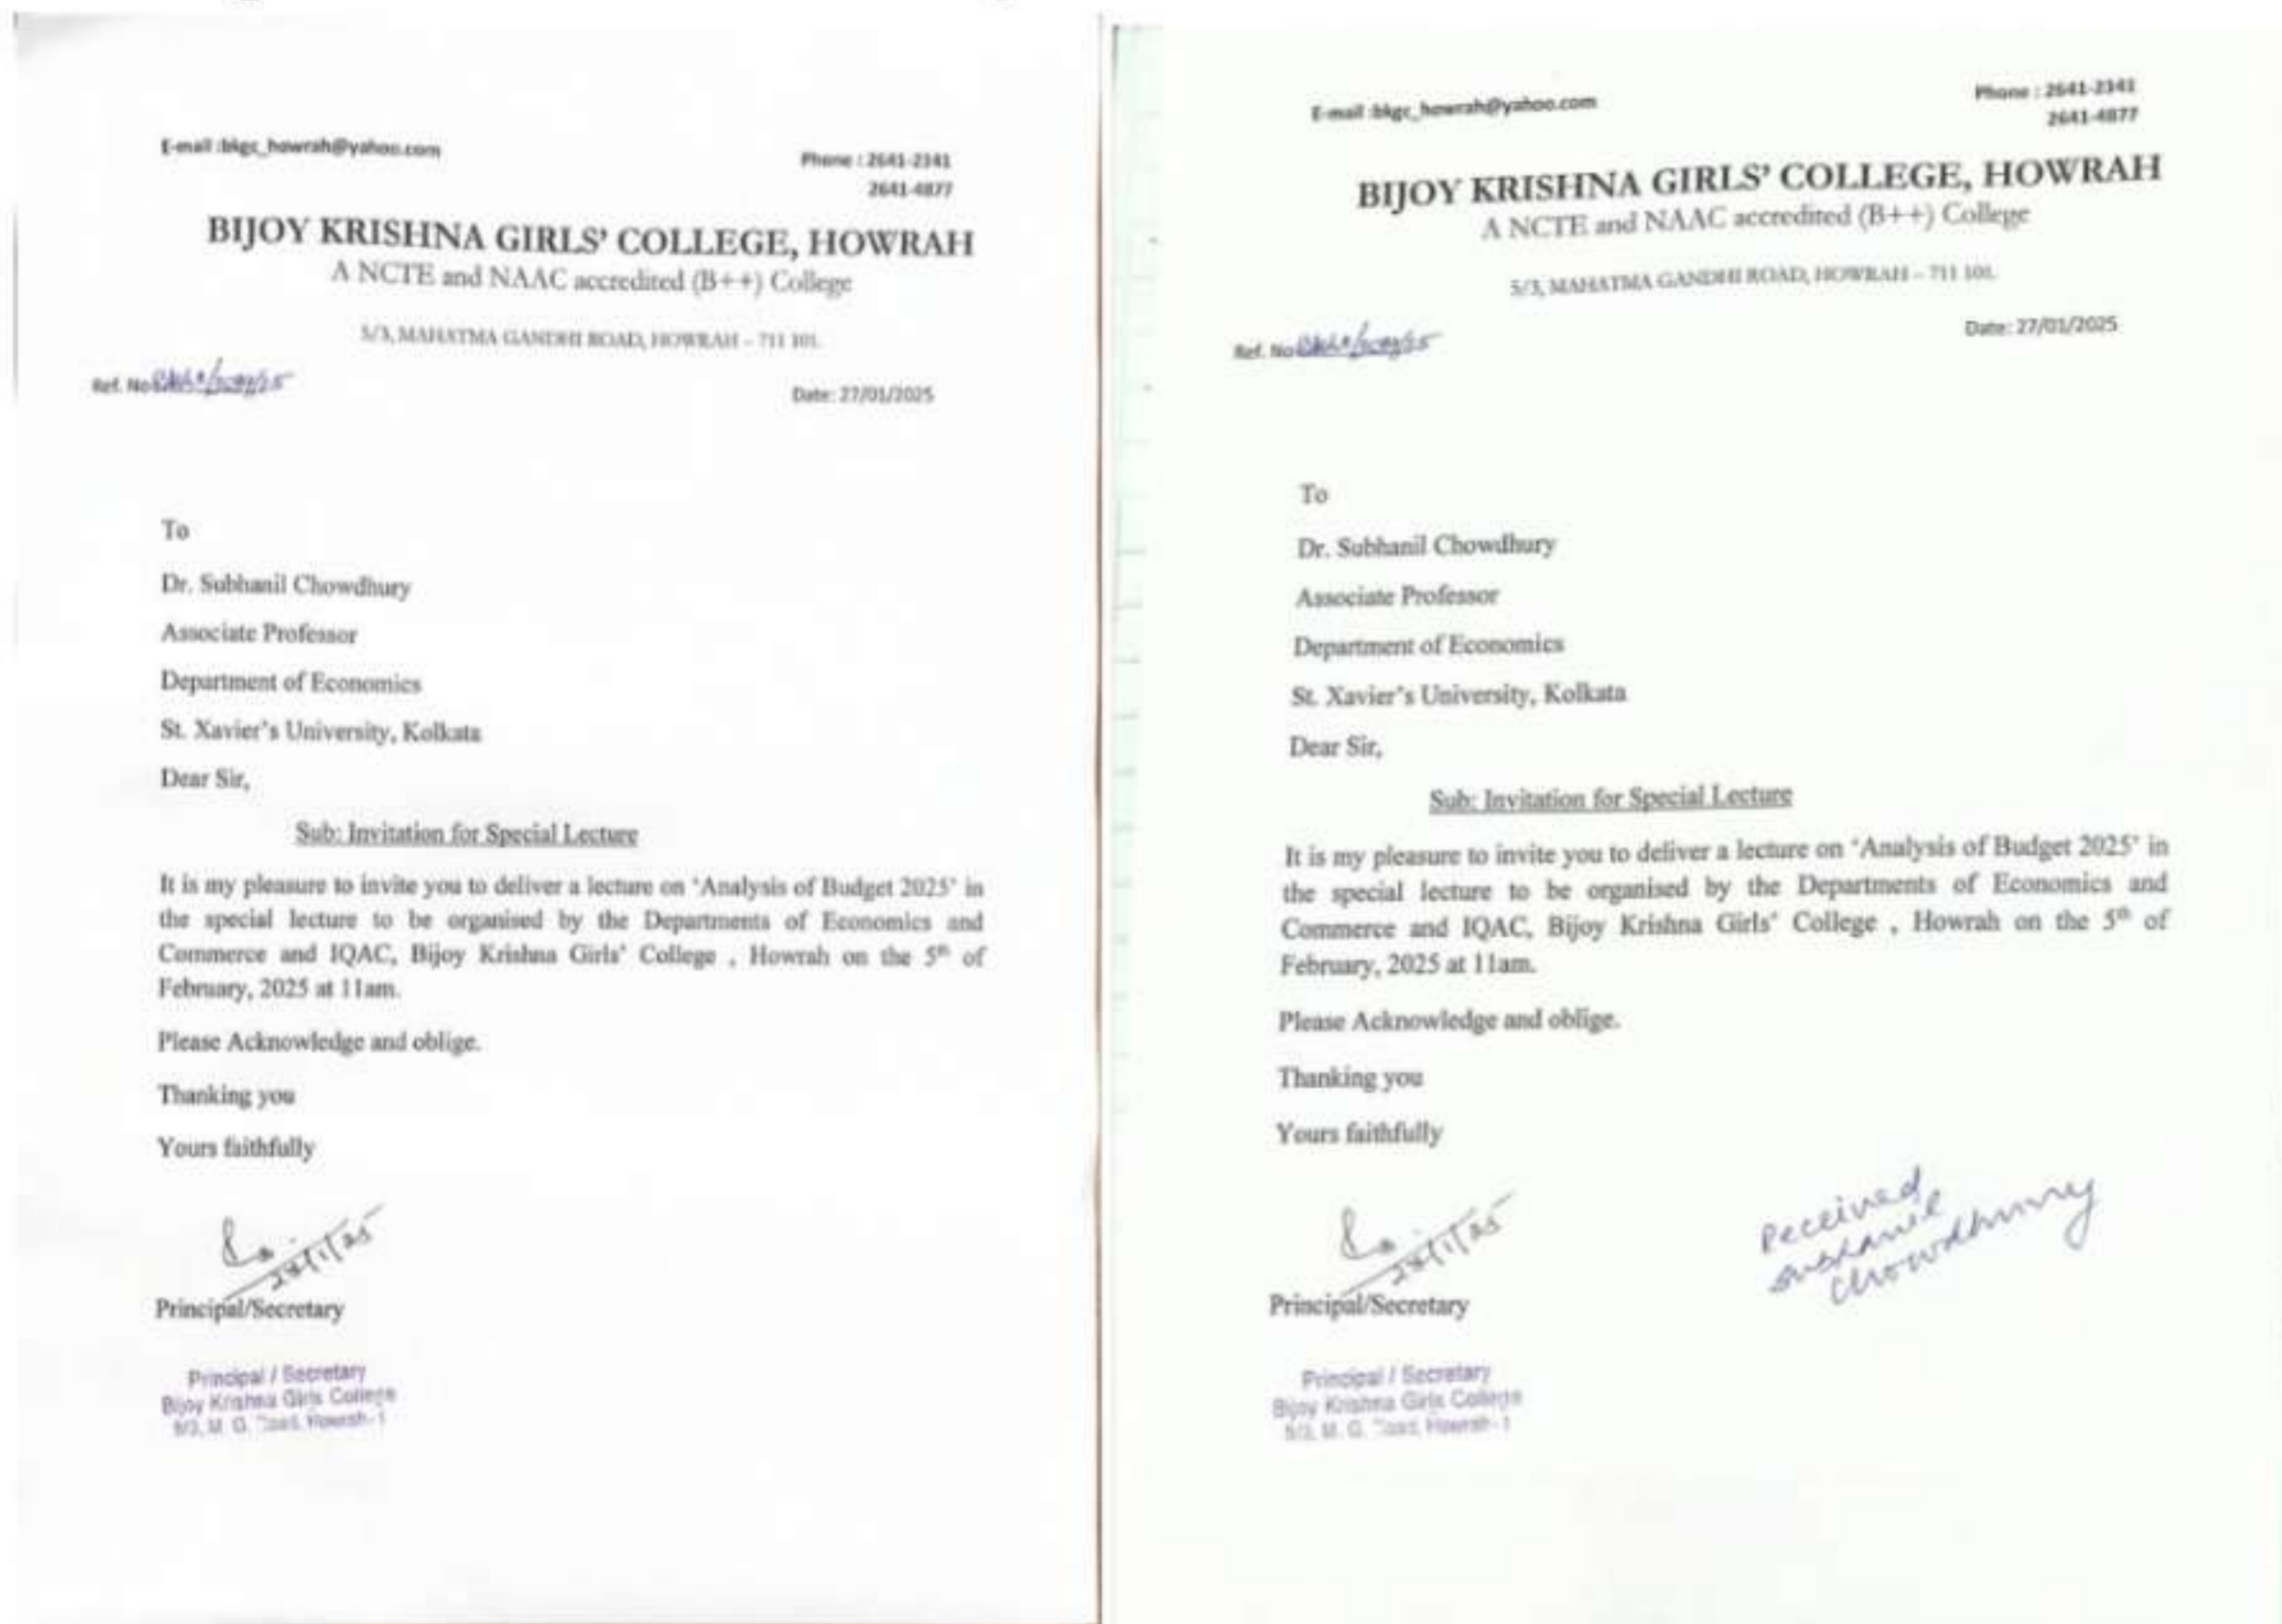 E-mail :bkgc_howrah@yahoo.com
Phone : 2641-2341
2641-4877
BIJOY KRISHNA GIRLS' COLLEGE, HOWRAH
A NCTE and NAAC accredited (B++) College
5/3, MAHATMA GANDHI ROAD, HOWRAH – 711 101.
Ref. No
Date: 27/01/2025
To
Dr. Subhanil Chowdhury
Associate Professor
Department of Economics
St. Xavier's University, Kolkata
Dear Sir,
Sub: Invitation for Special Lecture
It is my pleasure to invite you to deliver a lecture on 'Analysis of Budget 2025' in
the special lecture to be organised by the Departments of Economics and
Commerce and IQAC, Bijoy Krishna Girls' College , Howrah on the 5th of
February, 2025 at 11am.
Please Acknowledge and oblige.
Thanking you
Yours faithfully
Principal/Secretary
Principal / Secretary
Bijoy Krishna Girls College
5/3, M. G. Road, Howrah-1
E-mail :bkgc_howrah@yahoo.com
Phone : 2641-2341
2641-4877
BIJOY KRISHNA GIRLS' COLLEGE, HOWRAH
A NCTE and NAAC accredited (B++) College
5/3, MAHATMA GANDHI ROAD, HOWRAH – 711 101.
Ref. No
Date: 27/01/2025
To
Dr. Subhanil Chowdhury
Associate Professor
Department of Economics
St. Xavier's University, Kolkata
Dear Sir,
Sub: Invitation for Special Lecture
It is my pleasure to invite you to deliver a lecture on 'Analysis of Budget 2025' in
the special lecture to be organised by the Departments of Economics and
Commerce and IQAC, Bijoy Krishna Girls' College , Howrah on the 5th of
February, 2025 at 11am.
Please Acknowledge and oblige.
Thanking you
Yours faithfully
Received
Subhanil
Chowdhury
Principal/Secretary
Principal / Secretary
Bijoy Krishna Girls College
5/3, M. G. Road, Howrah-1